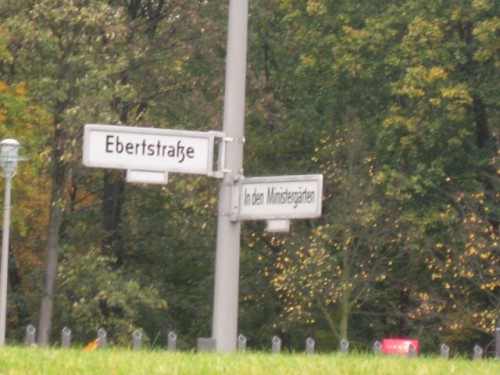 Ebertstraße
In den Ministergärten